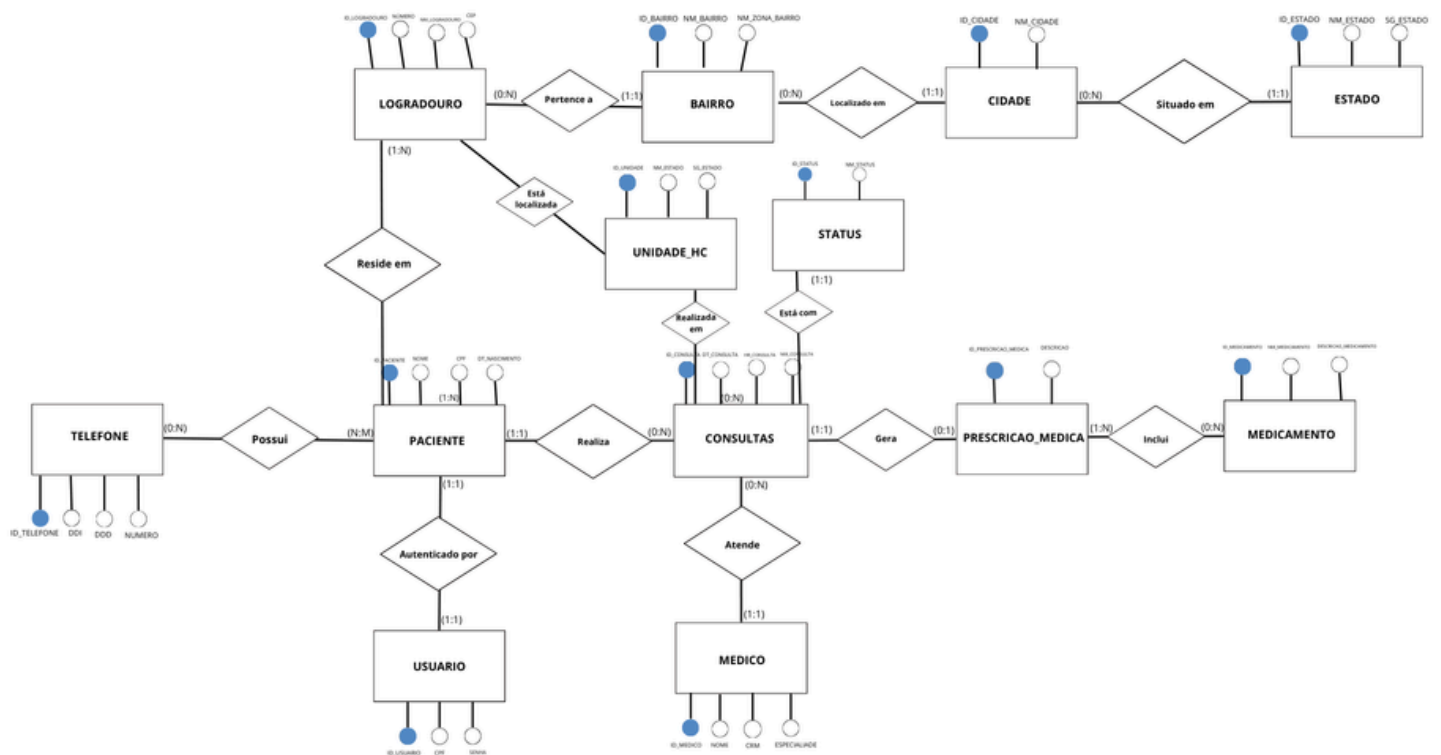 ID_LOGRADOURO
NUMERO
NM_LOGRADOURO
CEP
ID_BAIRRO
NM_BAIRRO
NM_ZONA_BAIRRO
ID_CIDADE
NM_CIDADE
ID_ESTADO
NM_ESTADO
SG_ESTADO
LOGRADOURO
(0:N)
Pertence a
(1:1)
BAIRRO
(0:N)
Localizado em
(1:1)
CIDADE
(0:N)
Situado em
(1:1)
ESTADO
(1:N)
Está
localizada
ID_UNIDADE
NM_ESTADO
SG_ESTADO
UNIDADE_HC
ID_STATUS
NM_STATUS
STATUS
(1:1)
Reside em
Realizada
em
Está com
ID_PACIENTE
NOME
CPF
DT_NASCIMENTO
(1:N)
ID_CONSULTA
DT_CONSULTA
(0:N)
ID_PRESCRICAO_MEDICA
DESCRICAO
ID_MEDICAMENTO
NM_MEDICAMENTO
DESCRICAO_MEDICAMENTO
TELEFONE
(0:N)
Possui
(N:M)
PACIENTE
(1:1)
Realiza
(0:N)
CONSULTAS
(1:1)
Gera
(0:1)
PRESCRICAO_MEDICA
(1:N)
Inclui
(0:N)
MEDICAMENTO
ID_TELEFONE
DDI
DDD
NUMERO
(1:1)
Autenticado por
(1:1)
USUARIO
ID_USUARIO
CPF
SENHA
(0:N)
Atende
(1:1)
MEDICO
ID_MEDICO
NOME
CRM
ESPECIALIADE